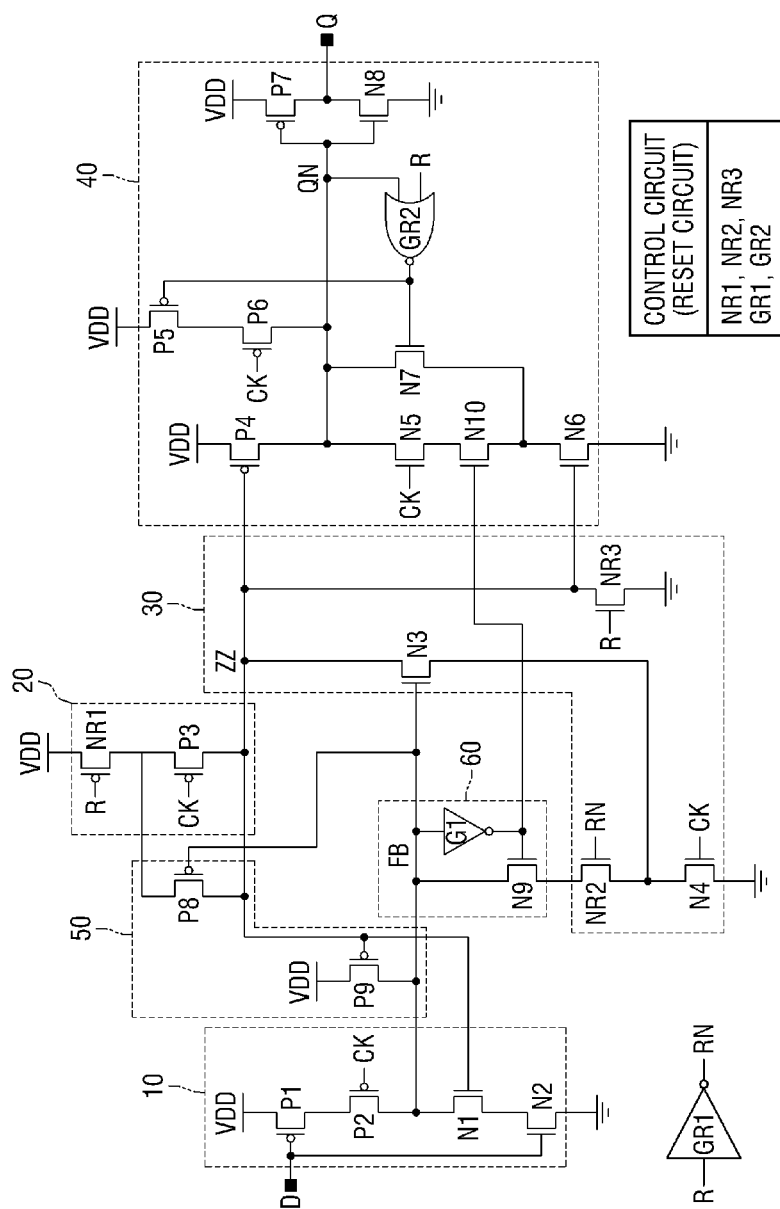 VDD
P7
Q
N8
40
QN
R
GR2
VDD
P5
P6
CK
N7
VDD
P4
N5
CK
N10
N6
CONTROL CIRCUIT
(RESET CIRCUIT)
NR1, NR2, NR3
GR1, GR2
30
ZZ
N3
NR3
R
20
VDD
NR1
R
P3
CK
60
FB
G1
N9
NR2
RN
N4
CK
50
P8
VDD
P9
10
VDD
P1
P2
CK
N1
N2
D
R
GR1
RN